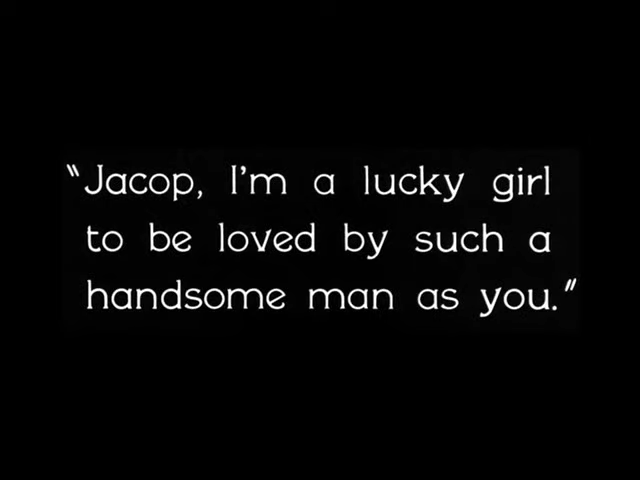 "Jacop, I'm a lucky girl
to be loved by such a
handsome man as you."